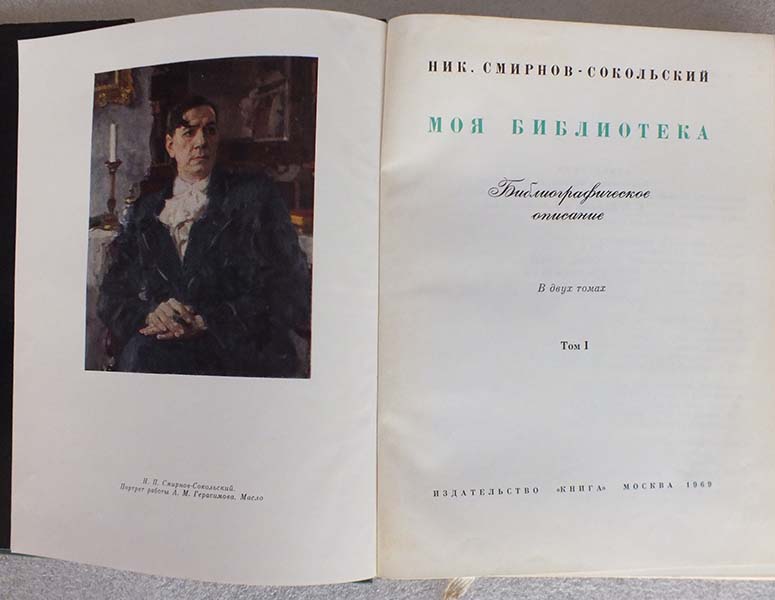 Н. П. Смирнов-Сокольский.
Портрет работы А. М. Герасимова. Масло
НИК. СМИРНОВ-СОКОЛЬСКИЙ
МОЯ БИБЛИОТЕКА
Библиографическое
описание
В двух томах
Том I
ИЗДАТЕЛЬСТВО «КНИГА» МОСКВА 1969